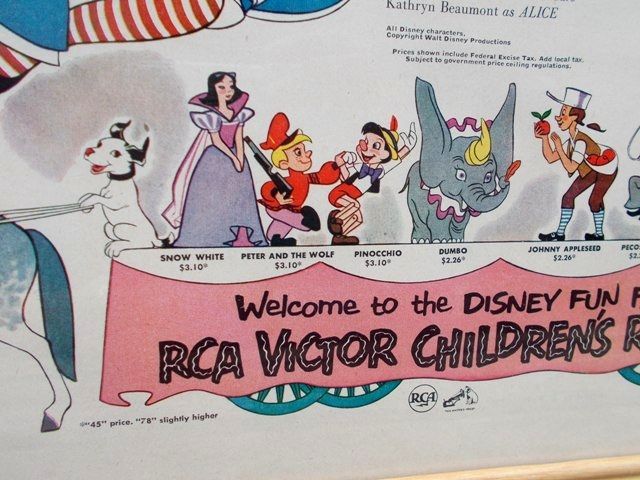 Kathryn Beaumont as ALICE
All Disney characters,
Copyright Walt Disney Productions
Prices shown include Federal Excise Tax. Add local tax.
Subject to government price ceiling regulations.
SNOW WHITE
$3.10*
PETER AND THE WOLF
$3.10*
PINOCCHIO
$3.10*
DUMBO
$2.26*
JOHNNY APPLESEED
$2.26*
PECO
$2.
Welcome to the DISNEY FUN F
RCA VICTOR CHILDREN'S R
RCA
*"45" price. "78" slightly higher